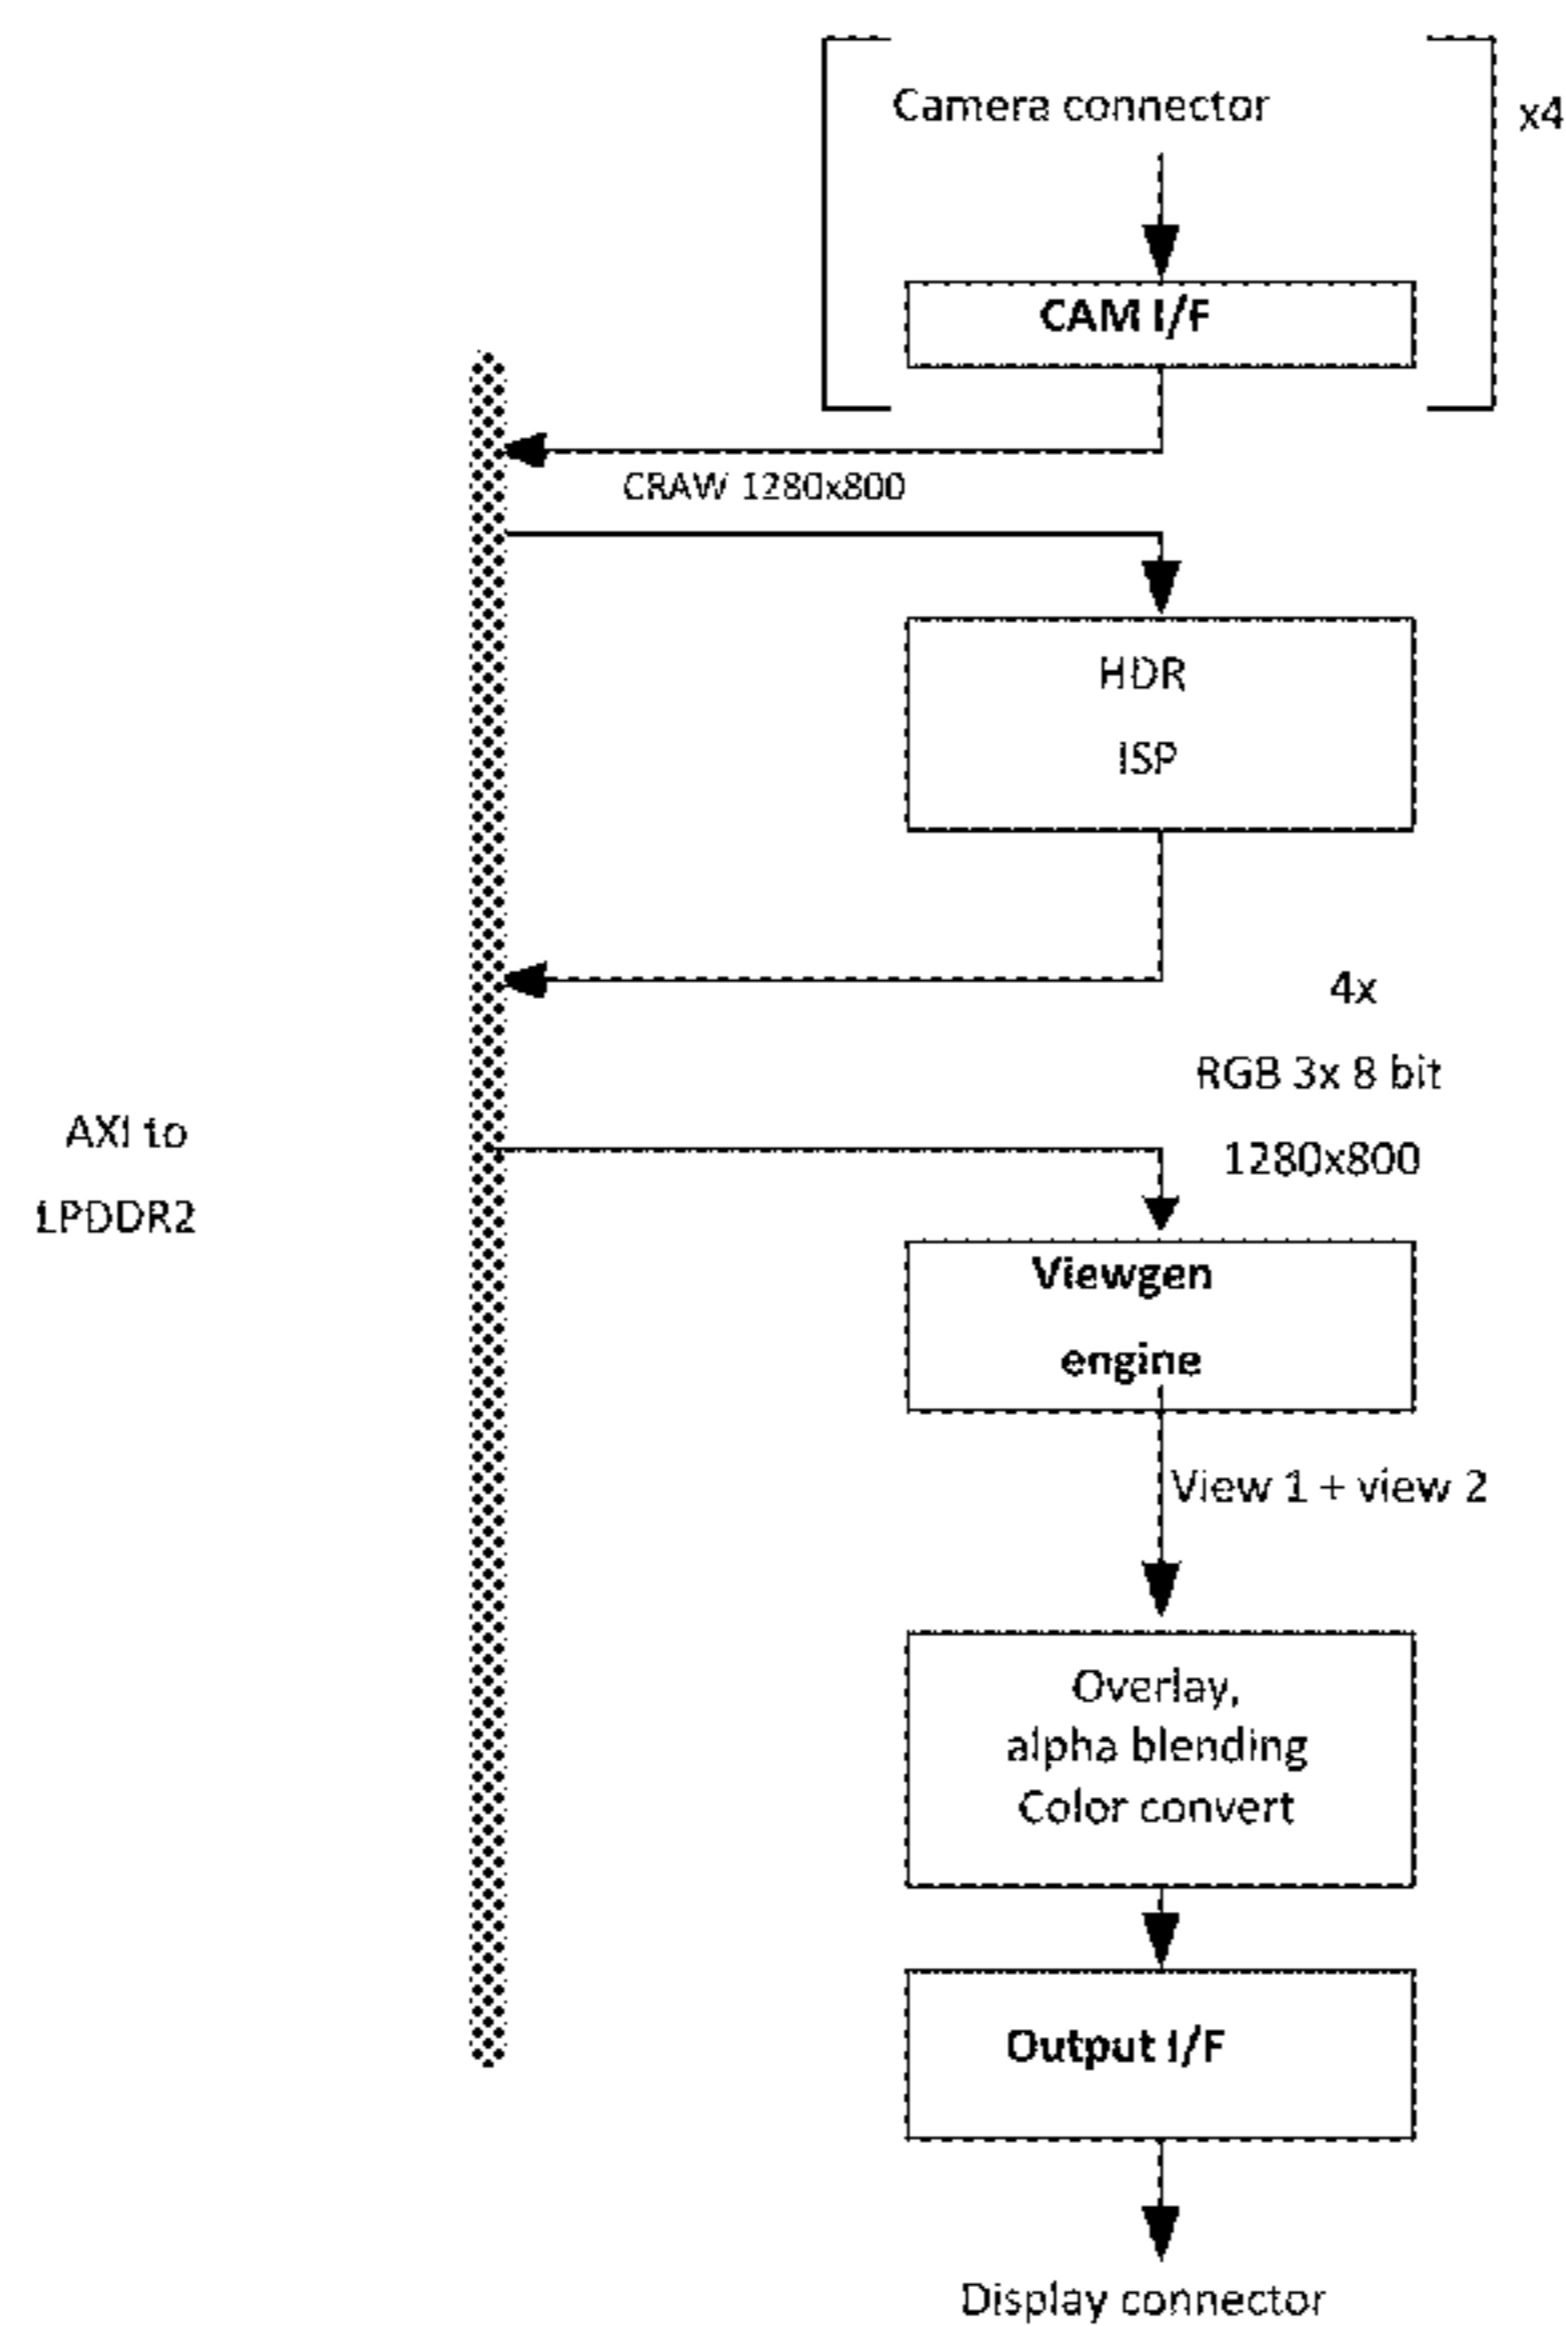 Camera connector
x4
CAM I/F
CRAW 1280x800
HDR
ISP
4x
RGB 3x 8 bit
1280x800
AXI to
LPDDR2
Viewgen
engine
View 1 + view 2
Overlay,
alpha blending
Color convert
Output I/F
Display connector